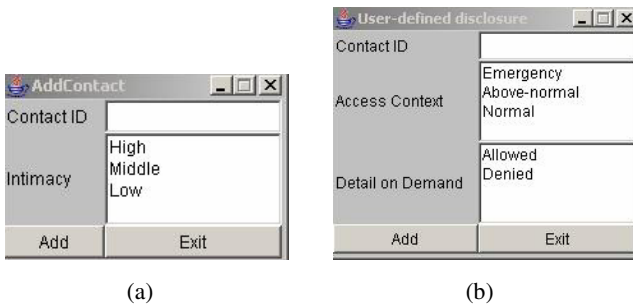 AddContact
Contact ID
Intimacy
High
Middle
Low
Add Exit
(a)
User-defined disclosure
Contact ID
Access Context
Emergency
Above-normal
Normal
Detail on Demand
Allowed
Denied
Add Exit
(b)